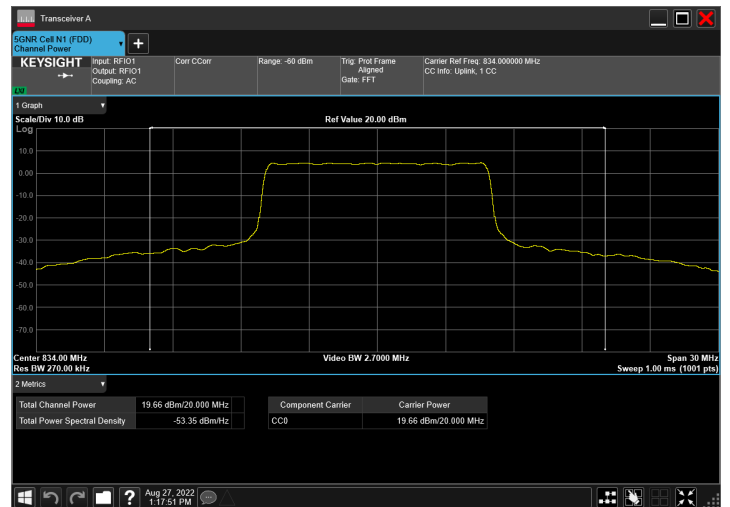 Transceiver A
5GNR Cell N1 (FDD)
Channel Power
KEYSIGHT
LXI
Input: RFIO1
Output: RFIO1
Coupling: AC
Corr CCorr
Range: -60 dBm
Trig: Prot Frame
Aligned
Gate: FFT
Carrier Ref Freq: 834.000000 MHz
CC Info: Uplink, 1 CC
1 Graph
Scale/Div 10.0 dB
Ref Value 20.00 dBm
Log
10.0
0.00
-10.0
-20.0
-30.0
-40.0
-50.0
-60.0
-70.0
Center 834.00 MHz
Video BW 2.7000 MHz
Span 30 MHz
Res BW 270.00 kHz
Sweep 1.00 ms (1001 pts)
2 Metrics
Total Channel Power 19.66 dBm/20.000 MHz
Total Power Spectral Density -53.35 dBm/Hz
Component Carrier Carrier Power
CC0 19.66 dBm/20.000 MHz
? Aug 27, 2022
1:17:51 PM